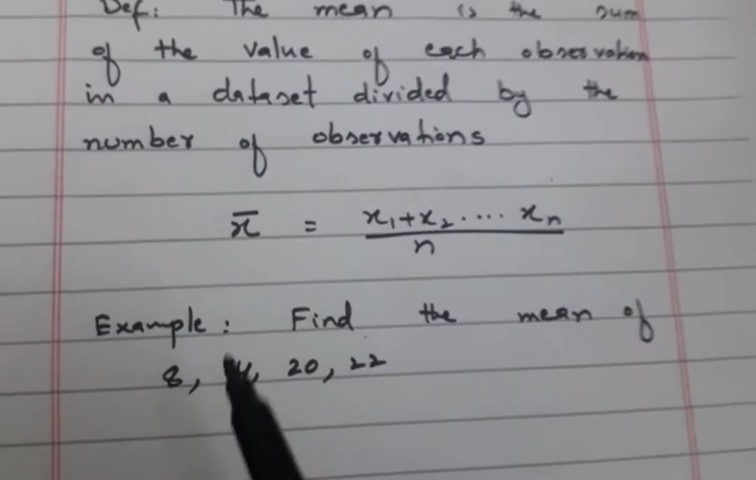 Def: The mean is the sum
of the value of each observation
in a dataset divided by the
number of observations
x̄ = x₁+x₂....xₙ / n
Example: Find the mean of
8, 20, 22